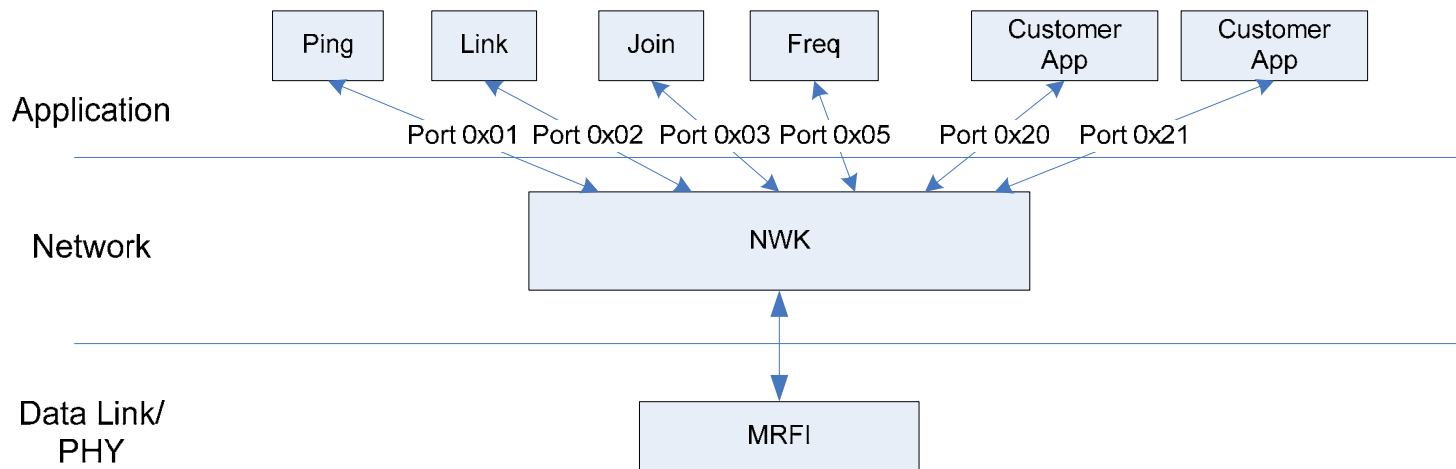 Ping
Link
Join
Freq
Customer
App
Customer
App
Application
Port 0x01
Port 0x02
Port 0x03
Port 0x05
Port 0x20
Port 0x21
Network
NWK
Data Link/
PHY
MRFI